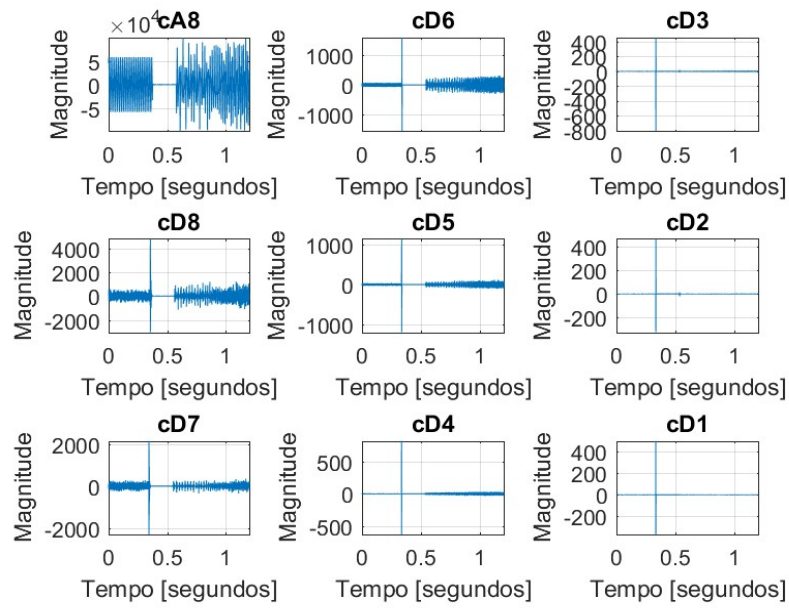 ×10⁴
cA8
Magnitude
5
0
-5
0 0.5 1
Tempo [segundos]
cD6
Magnitude
1000
0
-1000
0 0.5 1
Tempo [segundos]
cD3
Magnitude
400
200
0
-200
-400
-600
-800
0 0.5 1
Tempo [segundos]
cD8
Magnitude
4000
2000
0
-2000
0 0.5 1
Tempo [segundos]
cD5
Magnitude
1000
0
-1000
0 0.5 1
Tempo [segundos]
cD2
Magnitude
400
200
0
-200
0 0.5 1
Tempo [segundos]
cD7
Magnitude
2000
0
-2000
0 0.5 1
Tempo [segundos]
cD4
Magnitude
500
0
-500
0 0.5 1
Tempo [segundos]
cD1
Magnitude
400
200
0
-200
0 0.5 1
Tempo [segundos]